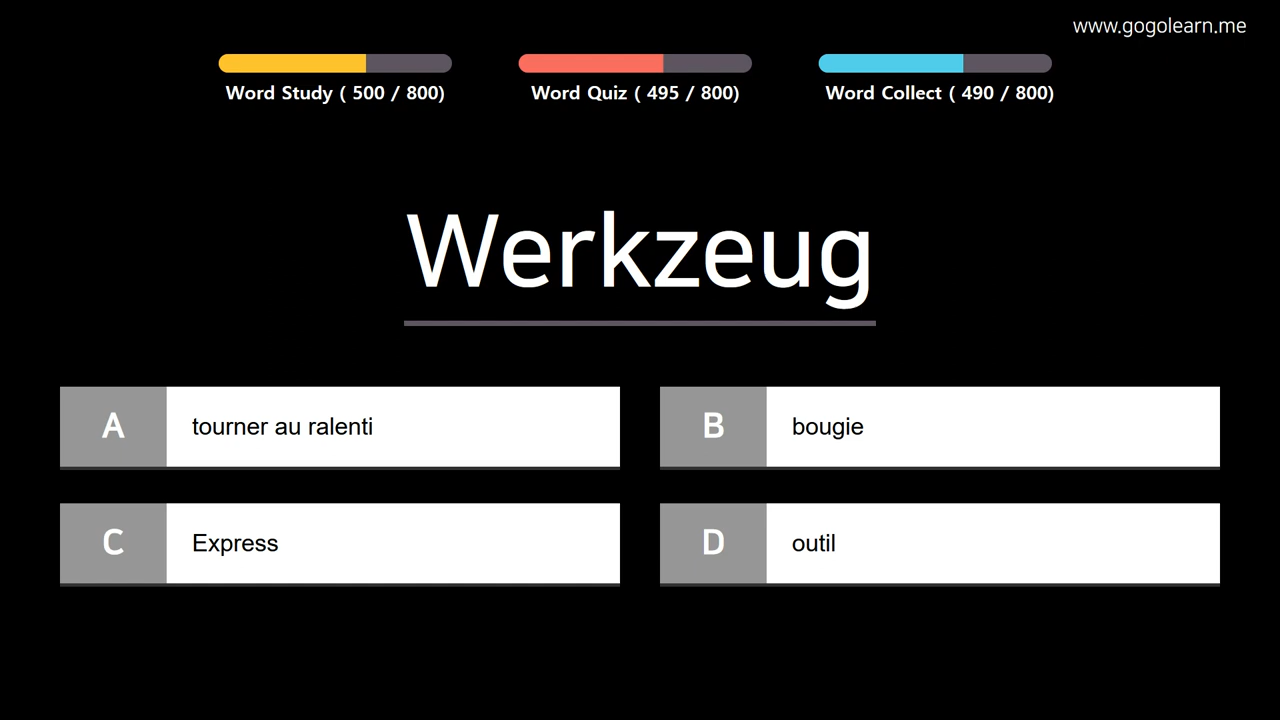 www.gogolearn.me
Word Study ( 500 / 800)
Word Quiz ( 495 / 800)
Word Collect ( 490 / 800)
Werkzeug
A tourner au ralenti
B bougie
C Express
D outil